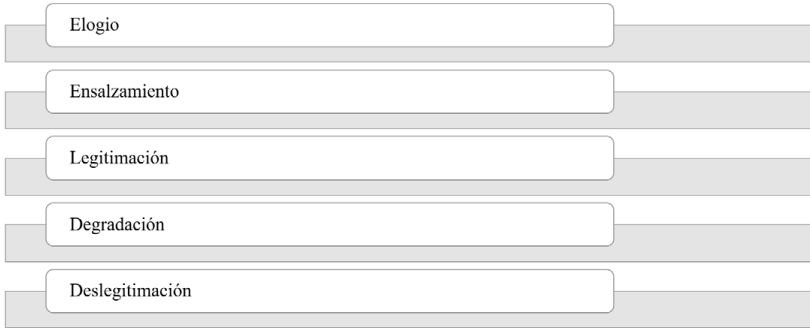 Elogio
Ensalzamiento
Legitimación
Degradación
Deslegitimación